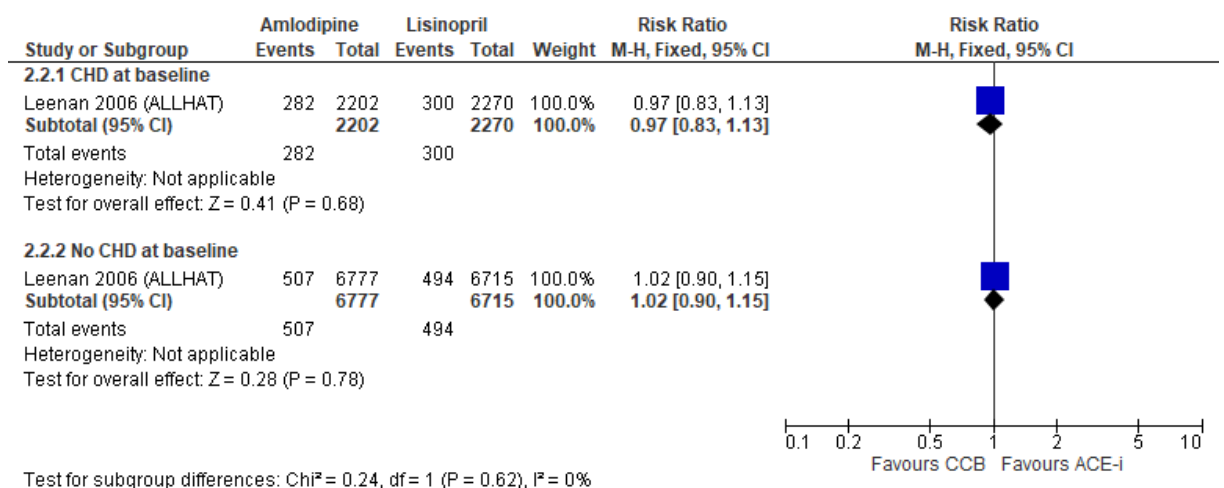 Amlodipine Lisinopril Risk Ratio Risk Ratio
Study or Subgroup Events Total Events Total Weight M-H, Fixed, 95% CI M-H, Fixed, 95% CI
2.2.1 CHD at baseline
Leenan 2006 (ALLHAT) 282 2202 300 2270 100.0% 0.97 [0.83, 1.13]
Subtotal (95% CI) 2202 2270 100.0% 0.97 [0.83, 1.13]
Total events 282 300
Heterogeneity: Not applicable
Test for overall effect: Z = 0.41 (P = 0.68)
2.2.2 No CHD at baseline
Leenan 2006 (ALLHAT) 507 6777 494 6715 100.0% 1.02 [0.90, 1.15]
Subtotal (95% CI) 6777 6715 100.0% 1.02 [0.90, 1.15]
Total events 507 494
Heterogeneity: Not applicable
Test for overall effect: Z = 0.28 (P = 0.78)
0.1 0.2 0.5 1 2 5 10
Favours CCB Favours ACE-i
Test for subgroup differences: Chi² = 0.24, df = 1 (P = 0.62), I² = 0%